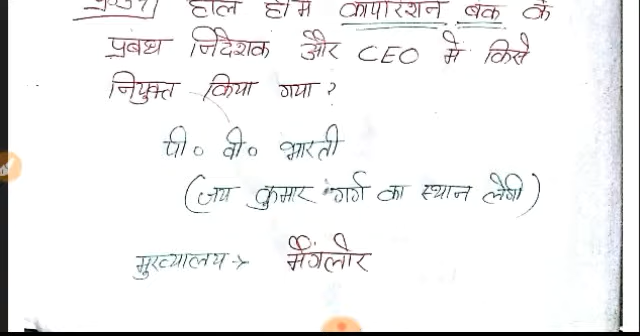 हाल ही में कार्पोरेशन बैंक के
प्रबंध निदेशक और CEO में किसे
नियुक्त किया गया?
पी० वी० भारती
(जय कुमार गर्ग का स्थान लेगी)
मुख्यालय → मैंगलोर